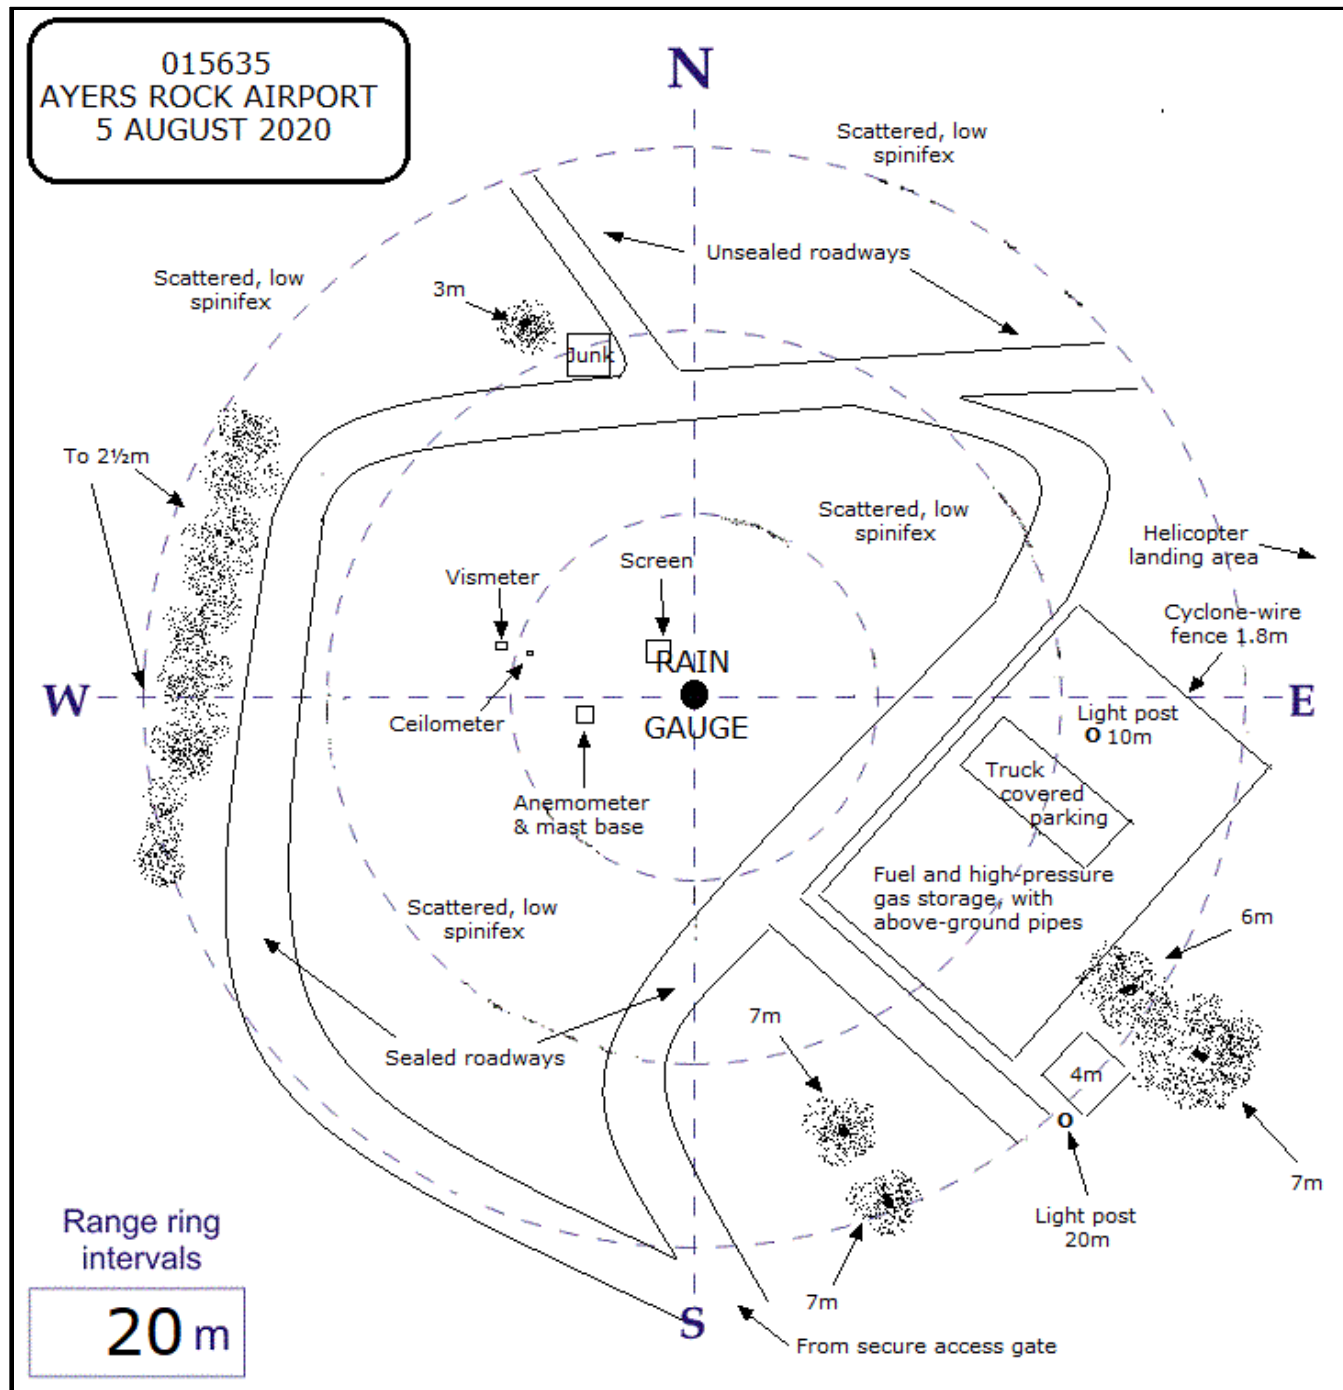 015635
AYERS ROCK AIRPORT
5 AUGUST 2020
N
Scattered, low
spinifex
Unsealed roadways
Scattered, low
spinifex
3m
Junk
To 2½m
Scattered, low
spinifex
Helicopter
landing area
Vismeter
Screen
Cyclone-wire
fence 1.8m
RAIN
GAUGE
W
E
Ceilometer
Light post
O 10m
Truck
covered
parking
Anemometer
& mast base
Fuel and high-pressure
gas storage, with
above-ground pipes
Scattered, low
spinifex
6m
7m
Sealed roadways
4m
O
7m
Light post
20m
7m
Range ring
intervals
20 m
S
From secure access gate